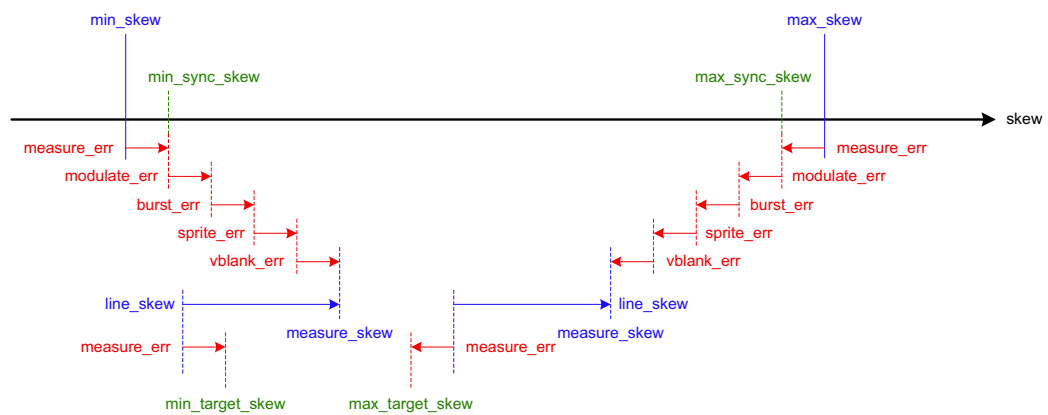 min_skew max_skew
min_sync_skew max_sync_skew
skew
measure_err measure_err
modulate_err modulate_err
burst_err burst_err
sprite_err sprite_err
vblank_err vblank_err
line_skew line_skew
measure_skew measure_skew
measure_err measure_err
min_target_skew max_target_skew